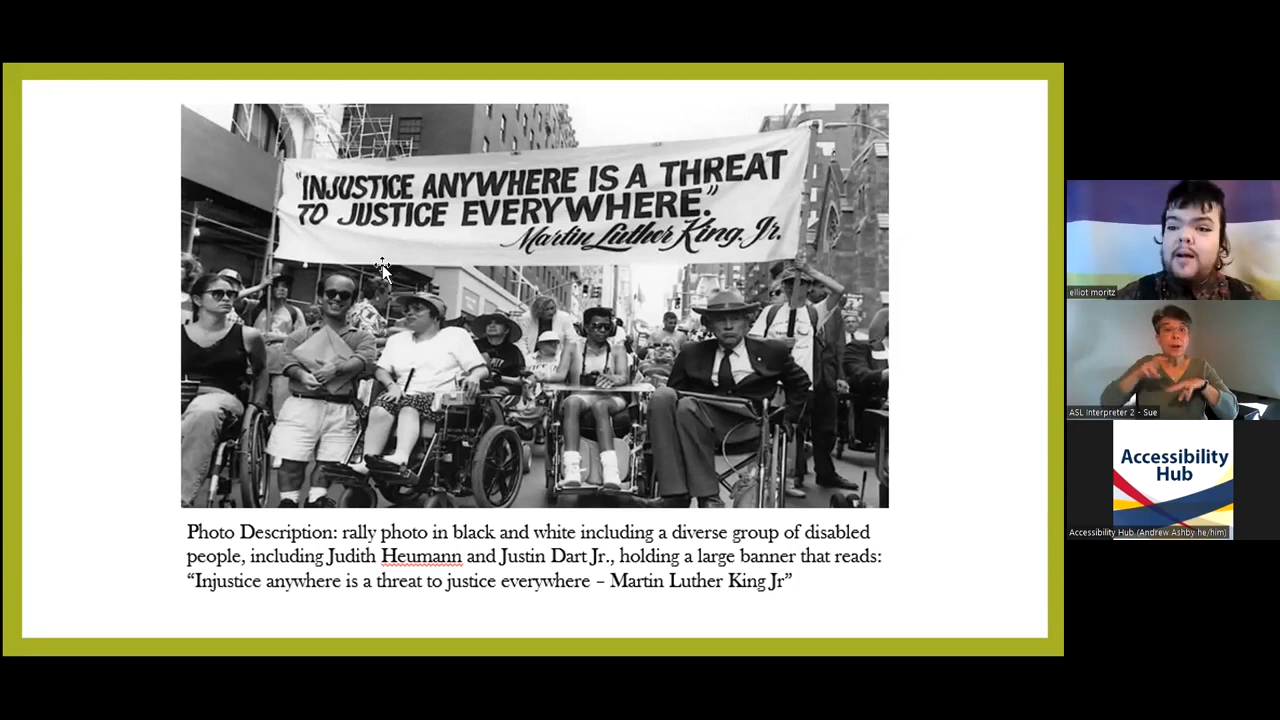 "INJUSTICE ANYWHERE IS A THREAT
TO JUSTICE EVERYWHERE."
Martin Luther King, Jr.
Photo Description: rally photo in black and white including a diverse group of disabled
people, including Judith Heumann and Justin Dart Jr., holding a large banner that reads:
“Injustice anywhere is a threat to justice everywhere – Martin Luther King Jr”
elliot moritz
ASL Interpreter 2 - Sue
Accessibility
Hub
Accessibility Hub (Andrew Ashby he/him)